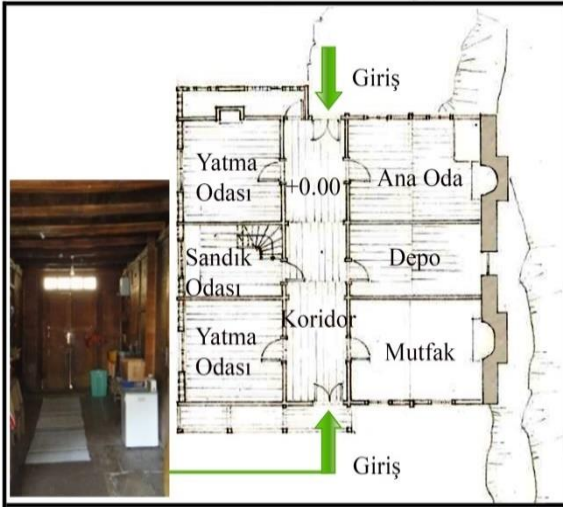 Giriş
Yatma
Odası
+0.00
Ana Oda
Sandık
Odası
Depo
Koridor
Yatma
Odası
Mutfak
Giriş